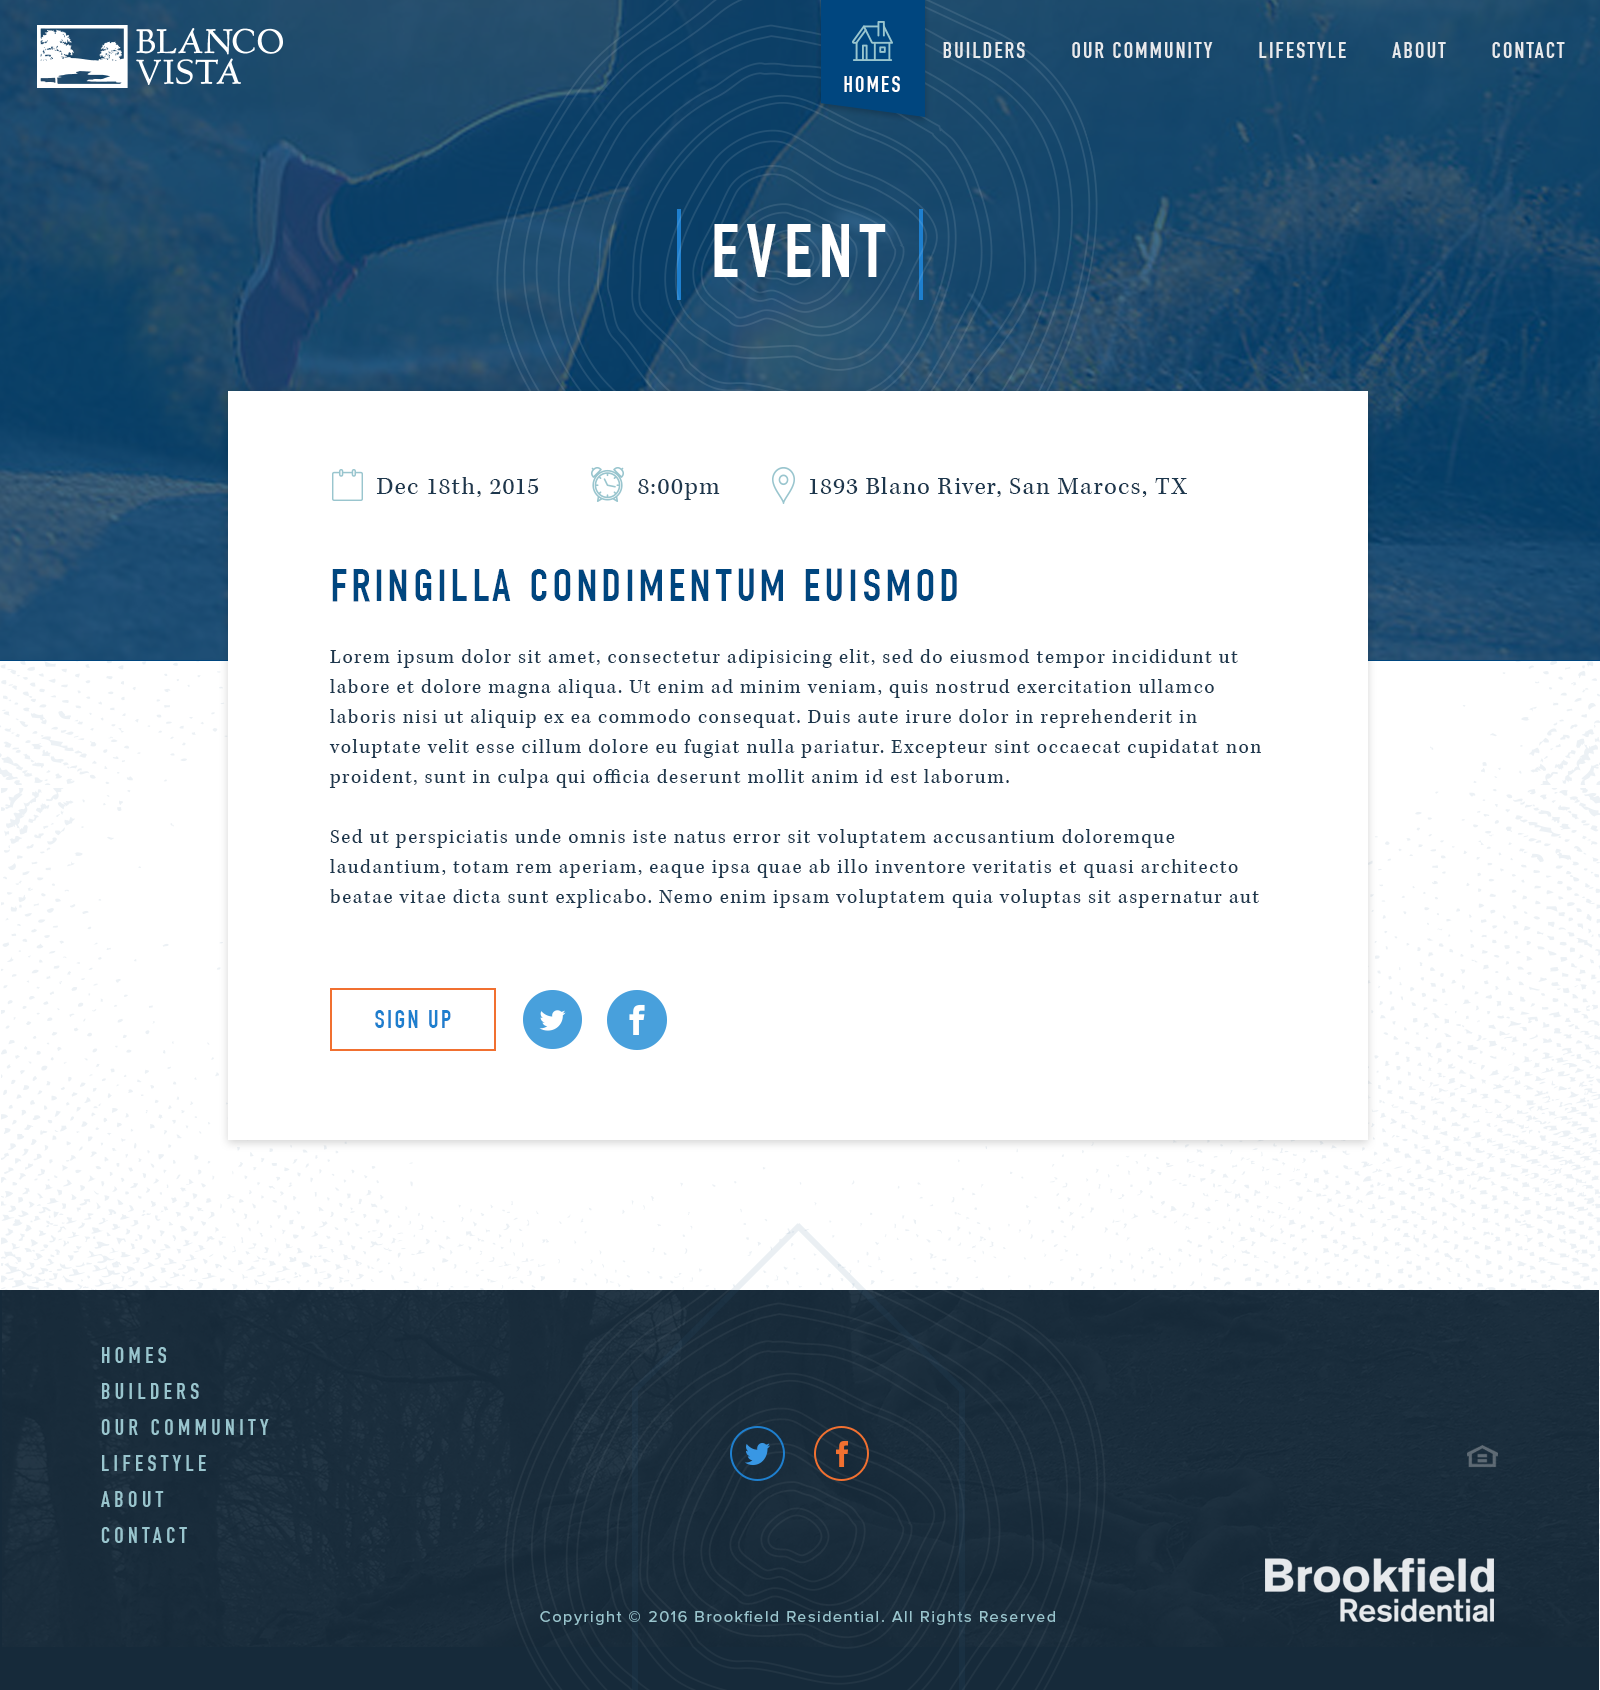 BLANCO
VISTA
HOMES
BUILDERS
OUR COMMUNITY
LIFESTYLE
ABOUT
CONTACT
EVENT
Dec 18th, 2015
8:00pm
1893 Blano River, San Marocs, TX
FRINGILLA CONDIMENTUM EUISMOD
Lorem ipsum dolor sit amet, consectetur adipisicing elit, sed do eiusmod tempor incididunt ut
labore et dolore magna aliqua. Ut enim ad minim veniam, quis nostrud exercitation ullamco
laboris nisi ut aliquip ex ea commodo consequat. Duis aute irure dolor in reprehenderit in
voluptate velit esse cillum dolore eu fugiat nulla pariatur. Excepteur sint occaecat cupidatat non
proident, sunt in culpa qui officia deserunt mollit anim id est laborum.
Sed ut perspiciatis unde omnis iste natus error sit voluptatem accusantium doloremque
laudantium, totam rem aperiam, eaque ipsa quae ab illo inventore veritatis et quasi architecto
beatae vitae dicta sunt explicabo. Nemo enim ipsam voluptatem quia voluptas sit aspernatur aut
SIGN UP
HOMES
BUILDERS
OUR COMMUNITY
LIFESTYLE
ABOUT
CONTACT
Copyright © 2016 Brookfield Residential. All Rights Reserved
Brookfield
Residential